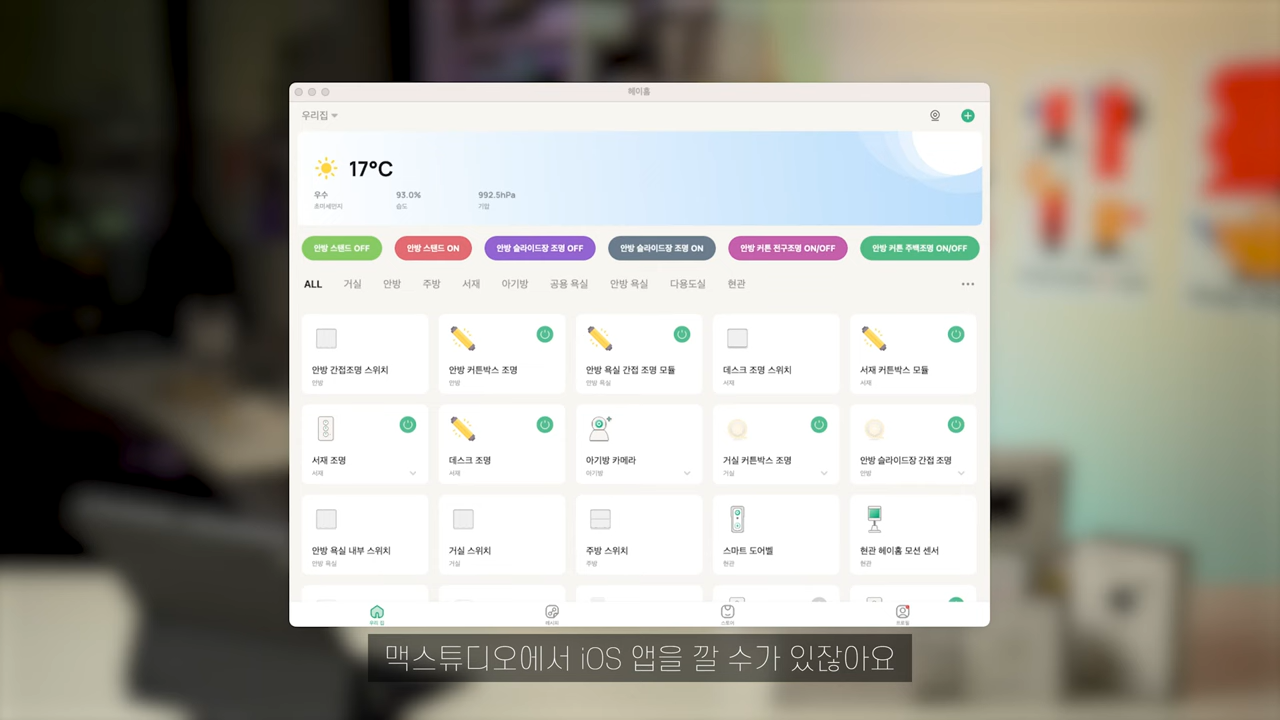 헤이홈
우리집
17°C
우수 93.0% 992.5hPa
초미세먼지 습도 기압
안방 스탠드 OFF 안방 스탠드 ON 안방 슬라이드장 조명 OFF 안방 슬라이드장 조명 ON 안방 커튼 전구조명 ON/OFF 안방 커튼 주백조명 ON/OFF
ALL 거실 안방 주방 서재 아기방 공용 욕실 안방 욕실 다용도실 현관
안방 간접조명 스위치 안방 커튼박스 조명 안방 욕실 간접 조명 모듈 데스크 조명 스위치 서재 커튼박스 모듈
안방 안방 안방 욕실 서재 서재
서재 조명 데스크 조명 아기방 카메라 거실 커튼박스 조명 안방 슬라이드장 간접 조명
서재 서재 아기방 거실 안방
안방 욕실 내부 스위치 거실 스위치 주방 스위치 스마트 도어벨 현관 헤이홈 모션 센서
안방 욕실 거실 주방 현관 현관
우리 집 레시피 스토어 프로필
맥스튜디오에서 iOS 앱을 깔 수가 있잖아요